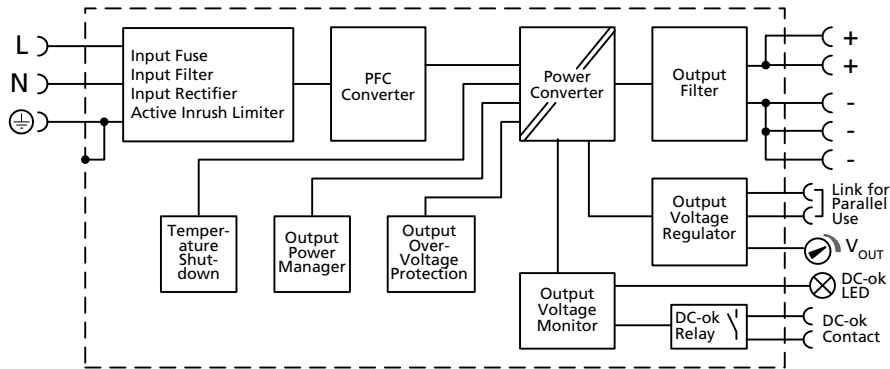 L
N
Input Fuse
Input Filter
Input Rectifier
Active Inrush Limiter
PFC
Converter
Power
Converter
Output
Filter
+
+
-
-
-
Temper-
ature
Shut-
down
Output
Power
Manager
Output
Over-
Voltage
Protection
Output
Voltage
Regulator
Link for
Parallel
Use
VOUT
Output
Voltage
Monitor
DC-ok
LED
DC-ok
Relay
DC-ok
Contact